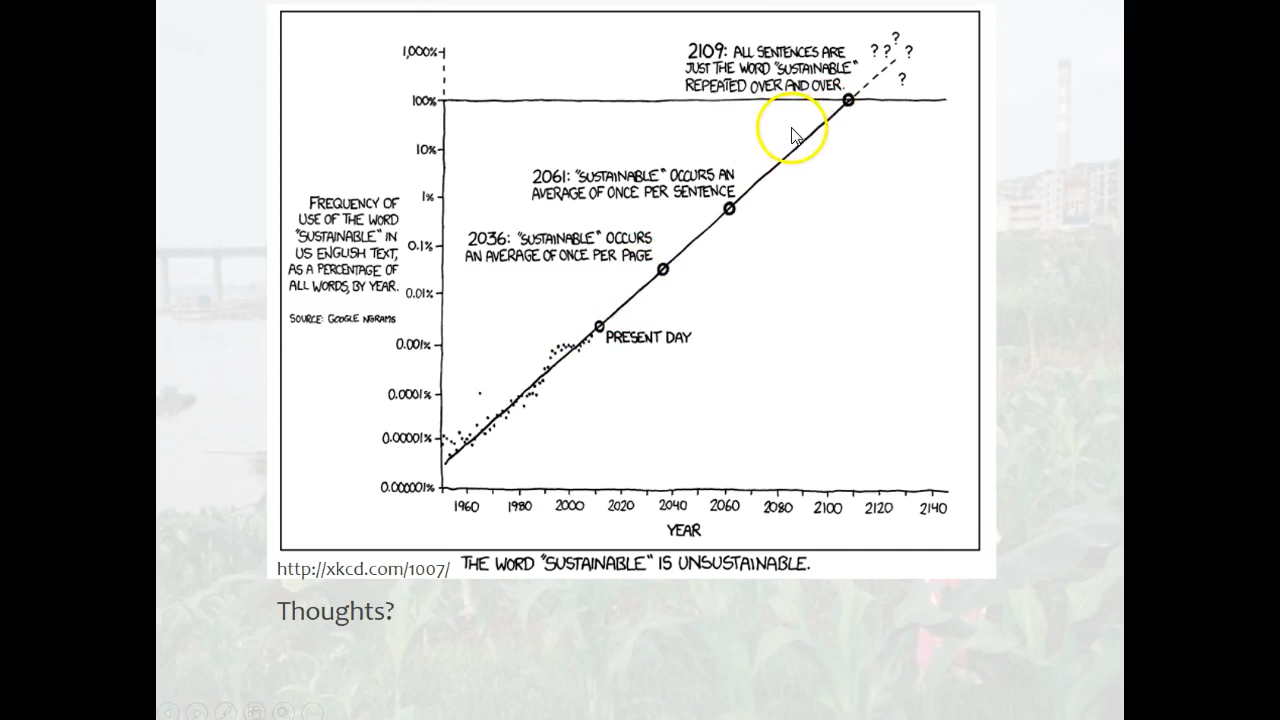 1,000%
100%
10%
1%
0.1%
0.01%
0.001%
0.0001%
0.00001%
0.000001%
FREQUENCY OF
USE OF THE WORD
"SUSTAINABLE" IN
US ENGLISH TEXT,
AS A PERCENTAGE OF
ALL WORDS, BY YEAR.
SOURCE: GOOGLE NGRAMS
2109: ALL SENTENCES ARE
JUST THE WORD "SUSTAINABLE"
REPEATED OVER AND OVER.
? ? ? ?
?
2061: "SUSTAINABLE" OCCURS AN
AVERAGE OF ONCE PER SENTENCE
2036: "SUSTAINABLE" OCCURS
AN AVERAGE OF ONCE PER PAGE
PRESENT DAY
1960 1980 2000 2020 2040 2060 2080 2100 2120 2140
YEAR
THE WORD "SUSTAINABLE" IS UNSUSTAINABLE.
http://xkcd.com/1007/
Thoughts?